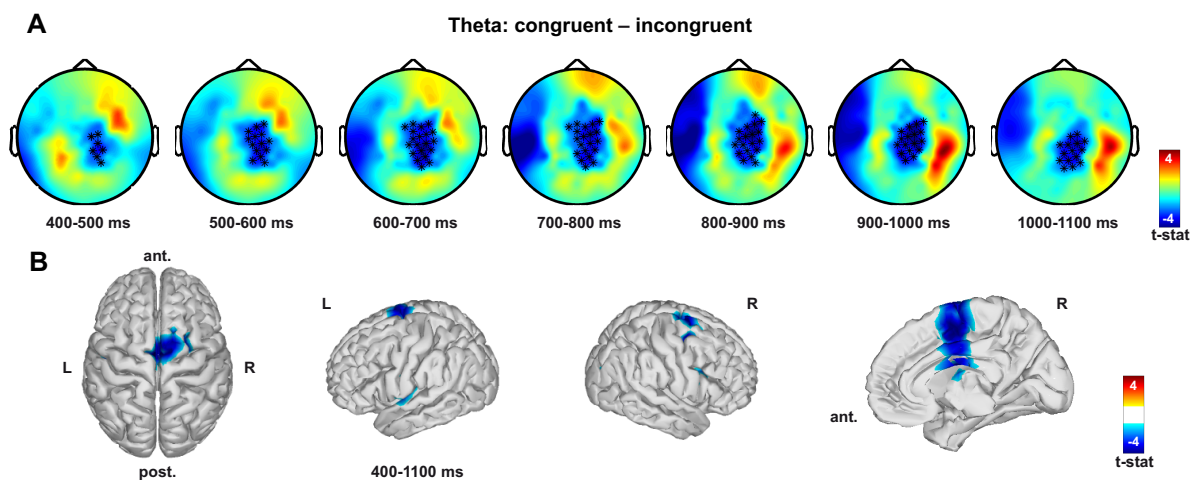 A
Theta: congruent – incongruent
400-500 ms
500-600 ms
600-700 ms
700-800 ms
800-900 ms
900-1000 ms
1000-1100 ms
4
-4
t-stat
B
ant.
L
R
post.
L
400-1100 ms
R
R
ant.
4
-4
t-stat